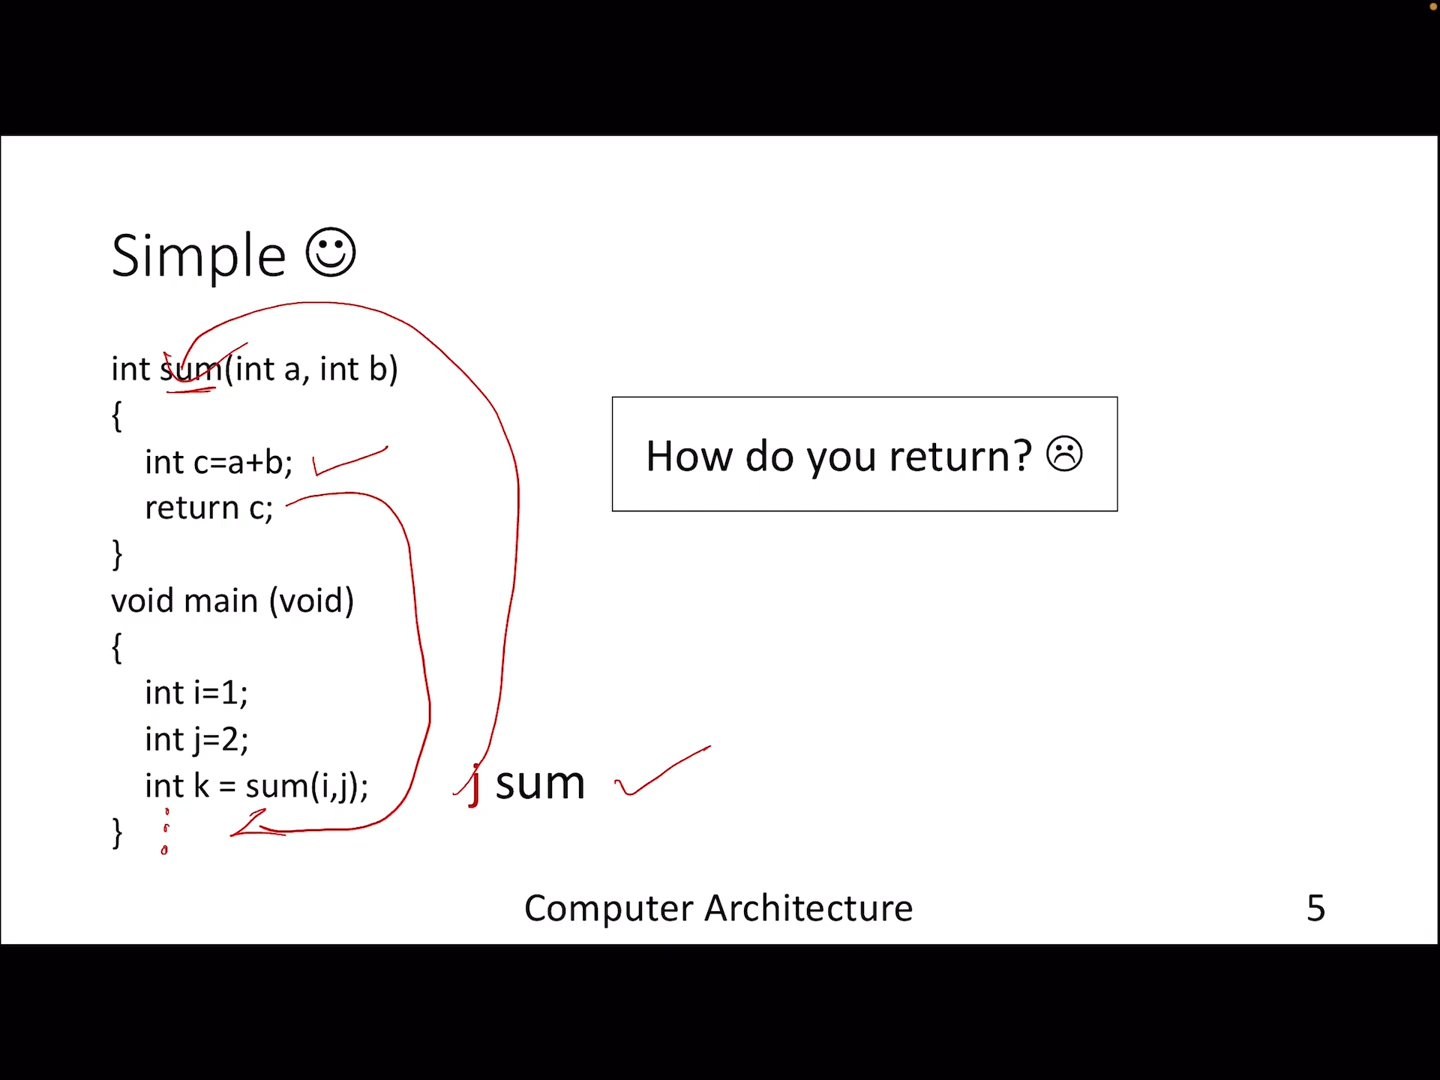 Simple ☺
int sum(int a, int b)
{
int c=a+b;
return c;
}
void main (void)
{
int i=1;
int j=2;
int k = sum(i,j);
}
How do you return? ☹
j sum
Computer Architecture
5